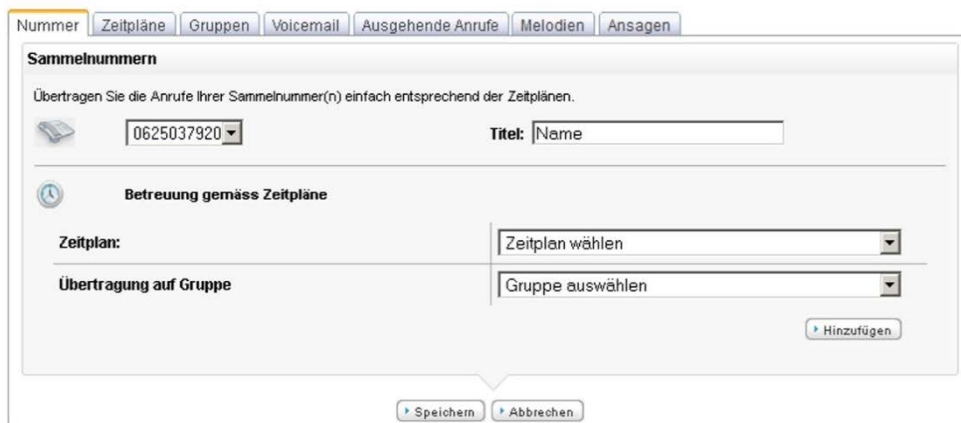 Nummer Zeitpläne Gruppen Voicemail Ausgehende Anrufe Melodien Ansagen
Sammelnummern
Übertragen Sie die Anrufe Ihrer Sammelnummer(n) einfach entsprechend der Zeitplänen.
0625037920 Titel: Name
Betreuung gemäss Zeitpläne
Zeitplan: Zeitplan wählen
Übertragung auf Gruppe Gruppe auswählen
Hinzufügen
Speichern Abbrechen